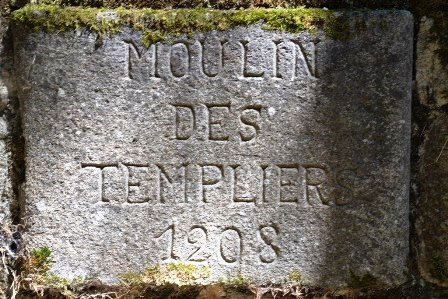 MOULIN
DES
TEMPLIERS
1208